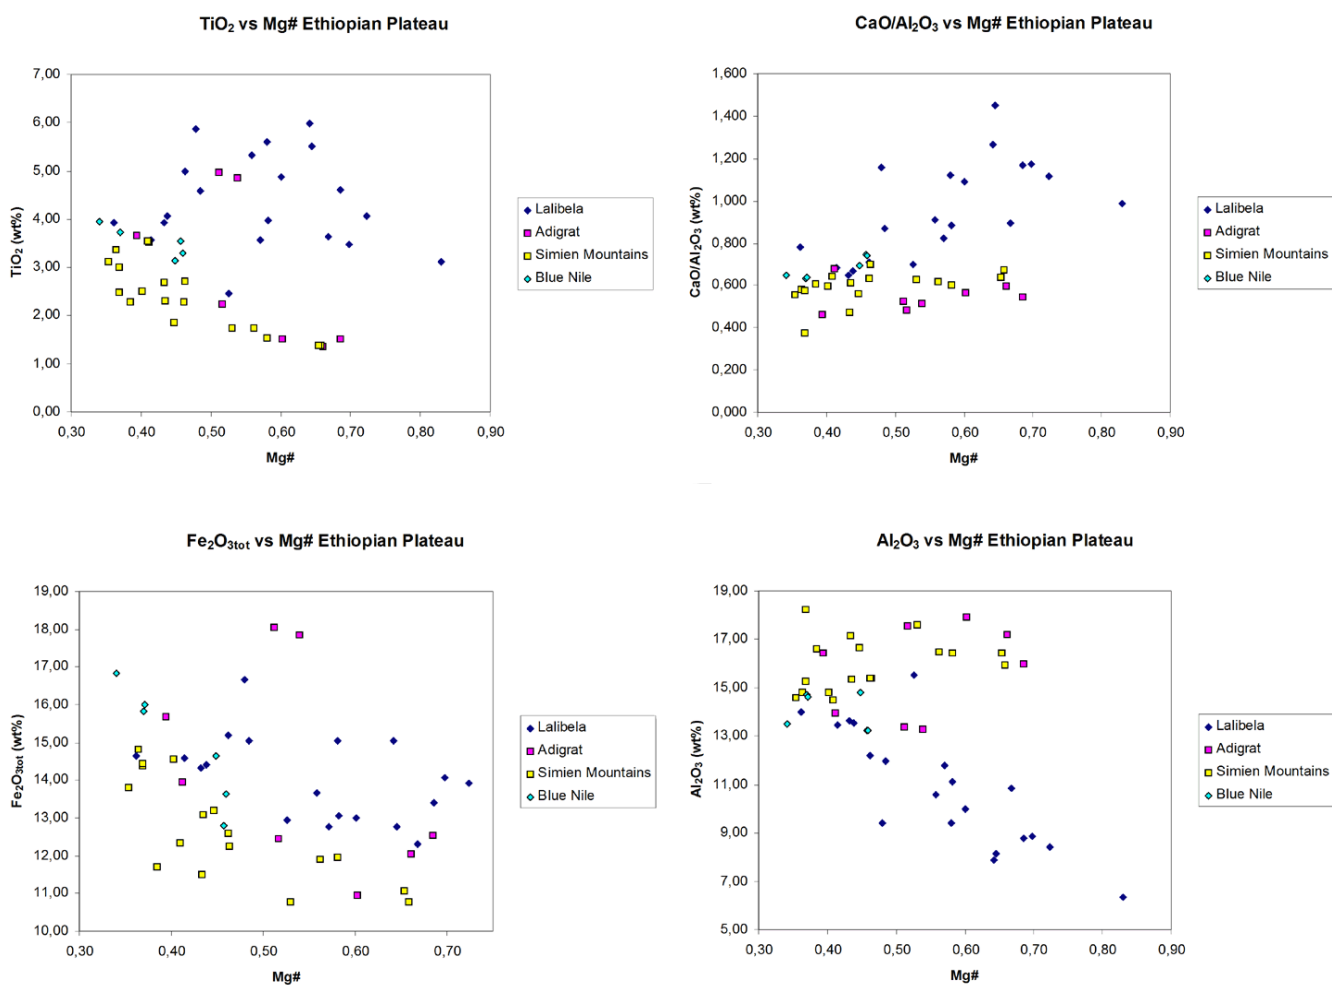 TiO₂ vs Mg# Ethiopian Plateau
7,00
6,00
5,00
4,00
3,00
2,00
1,00
0,00
TiO₂ (wt%)
0,30 0,40 0,50 0,60 0,70 0,80 0,90
Mg#
Lalibela
Adigrat
Simien Mountains
Blue Nile
CaO/Al₂O₃ vs Mg# Ethiopian Plateau
1,600
1,400
1,200
1,000
0,800
0,600
0,400
0,200
0,000
CaO/Al₂O₃ (wt%)
0,30 0,40 0,50 0,60 0,70 0,80 0,90
Mg#
Lalibela
Adigrat
Simien Mountains
Blue Nile
Fe₂O₃tot vs Mg# Ethiopian Plateau
19,00
18,00
17,00
16,00
15,00
14,00
13,00
12,00
11,00
10,00
Fe₂O₃tot (wt%)
0,30 0,40 0,50 0,60 0,70
Mg#
Lalibela
Adigrat
Simien Mountains
Blue Nile
Al₂O₃ vs Mg# Ethiopian Plateau
19,00
17,00
15,00
13,00
11,00
9,00
7,00
5,00
Al₂O₃ (wt%)
0,30 0,40 0,50 0,60 0,70 0,80 0,90
Mg#
Lalibela
Adigrat
Simien Mountains
Blue Nile